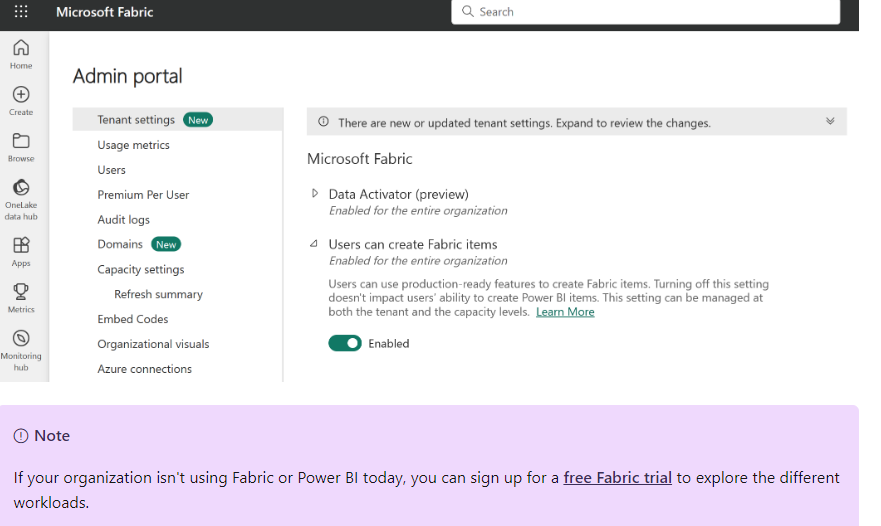 Microsoft Fabric
Search
Home
Create
Browse
OneLake
data hub
Apps
Metrics
Monitoring
hub
Admin portal
Tenant settings New
Usage metrics
Users
Premium Per User
Audit logs
Domains New
Capacity settings
Refresh summary
Embed Codes
Organizational visuals
Azure connections
There are new or updated tenant settings. Expand to review the changes.
Microsoft Fabric
Data Activator (preview)
Enabled for the entire organization
Users can create Fabric items
Enabled for the entire organization
Users can use production-ready features to create Fabric items. Turning off this setting
doesn't impact users' ability to create Power BI items. This setting can be managed at
both the tenant and the capacity levels. Learn More
Enabled
Note
If your organization isn't using Fabric or Power BI today, you can sign up for a free Fabric trial to explore the different
workloads.